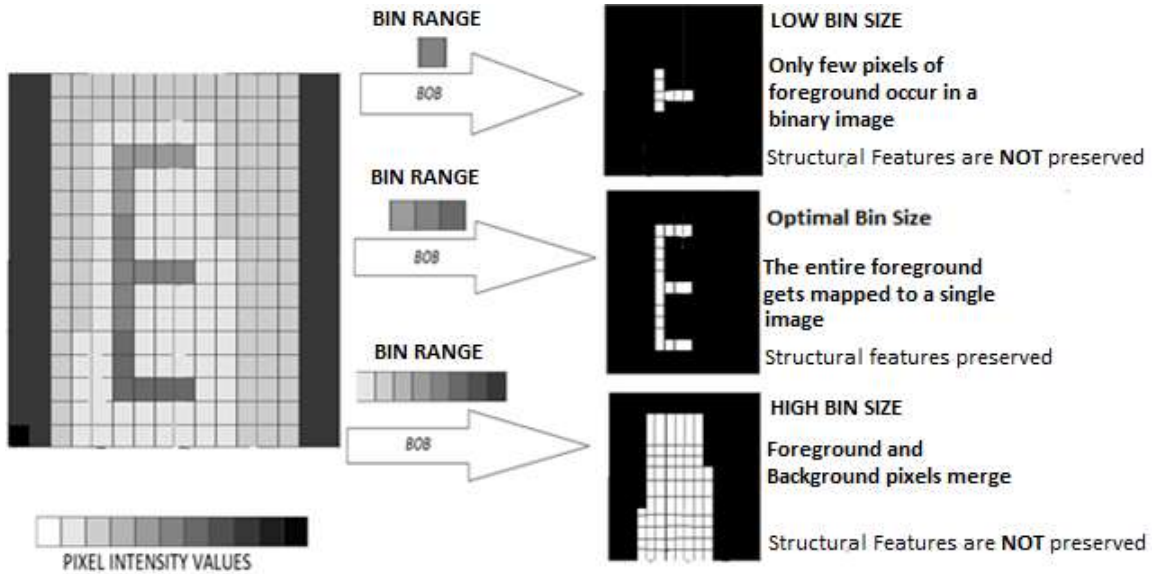 BIN RANGE
BOB
LOW BIN SIZE
Only few pixels of
foreground occur in a
binary image
Structural Features are NOT preserved
BIN RANGE
BOB
Optimal Bin Size
The entire foreground
gets mapped to a single
image
Structural features preserved
BIN RANGE
BOB
HIGH BIN SIZE
Foreground and
Background pixels merge
Structural Features are NOT preserved
PIXEL INTENSITY VALUES